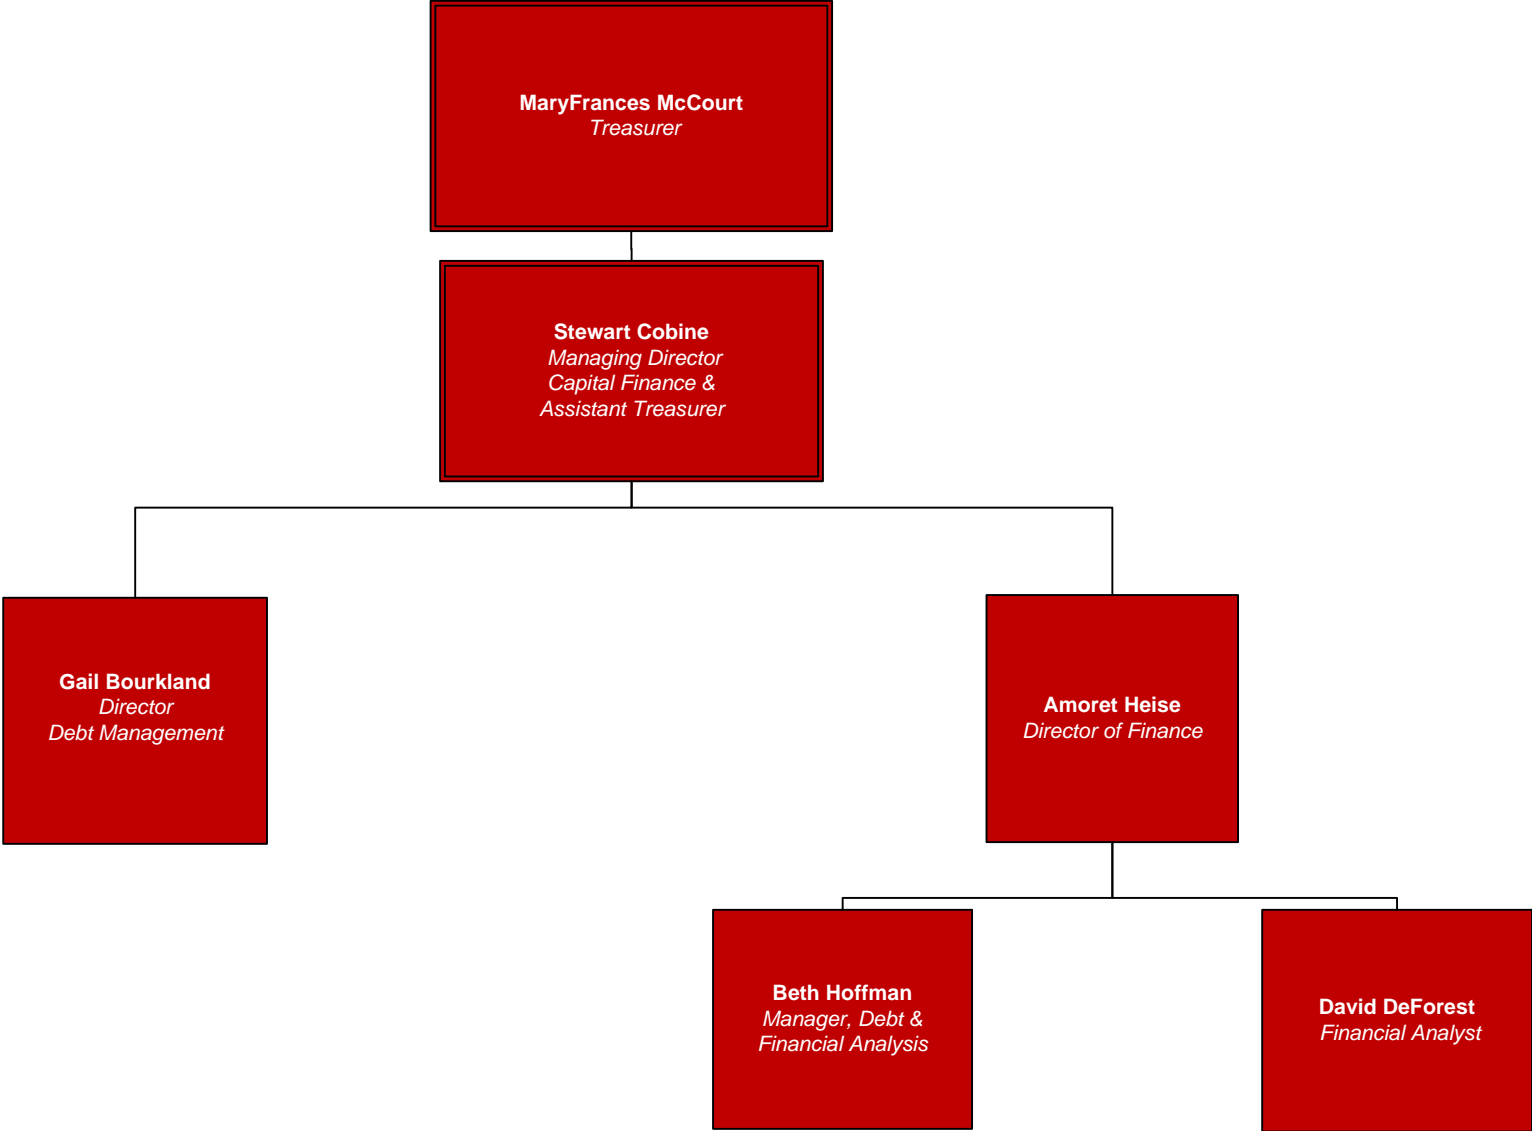 MaryFrances McCourt
Treasurer
Stewart Cobine
Managing Director
Capital Finance &
Assistant Treasurer
Gail Bourkland
Director
Debt Management
Amoret Heise
Director of Finance
Beth Hoffman
Manager, Debt &
Financial Analysis
David DeForest
Financial Analyst